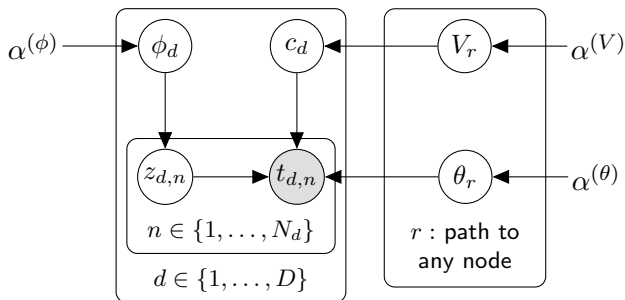 α^{(ϕ)} ϕ_d c_d V_r α^{(V)}
z_{d,n} t_{d,n} θ_r α^{(θ)}
n ∈ {1, . . . , N_d}
d ∈ {1, . . . , D}
r : path to
any node